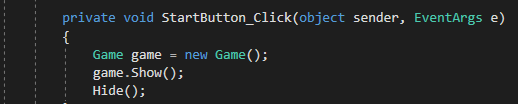 private void StartButton_Click(object sender, EventArgs e)
{
Game game = new Game();
game.Show();
Hide();